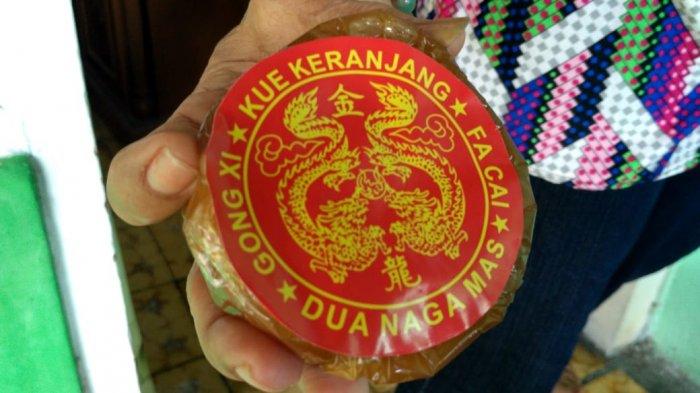 KUE KERANJANG
GONG XI
FA CAI
金
龍
DUA NAGA MAS